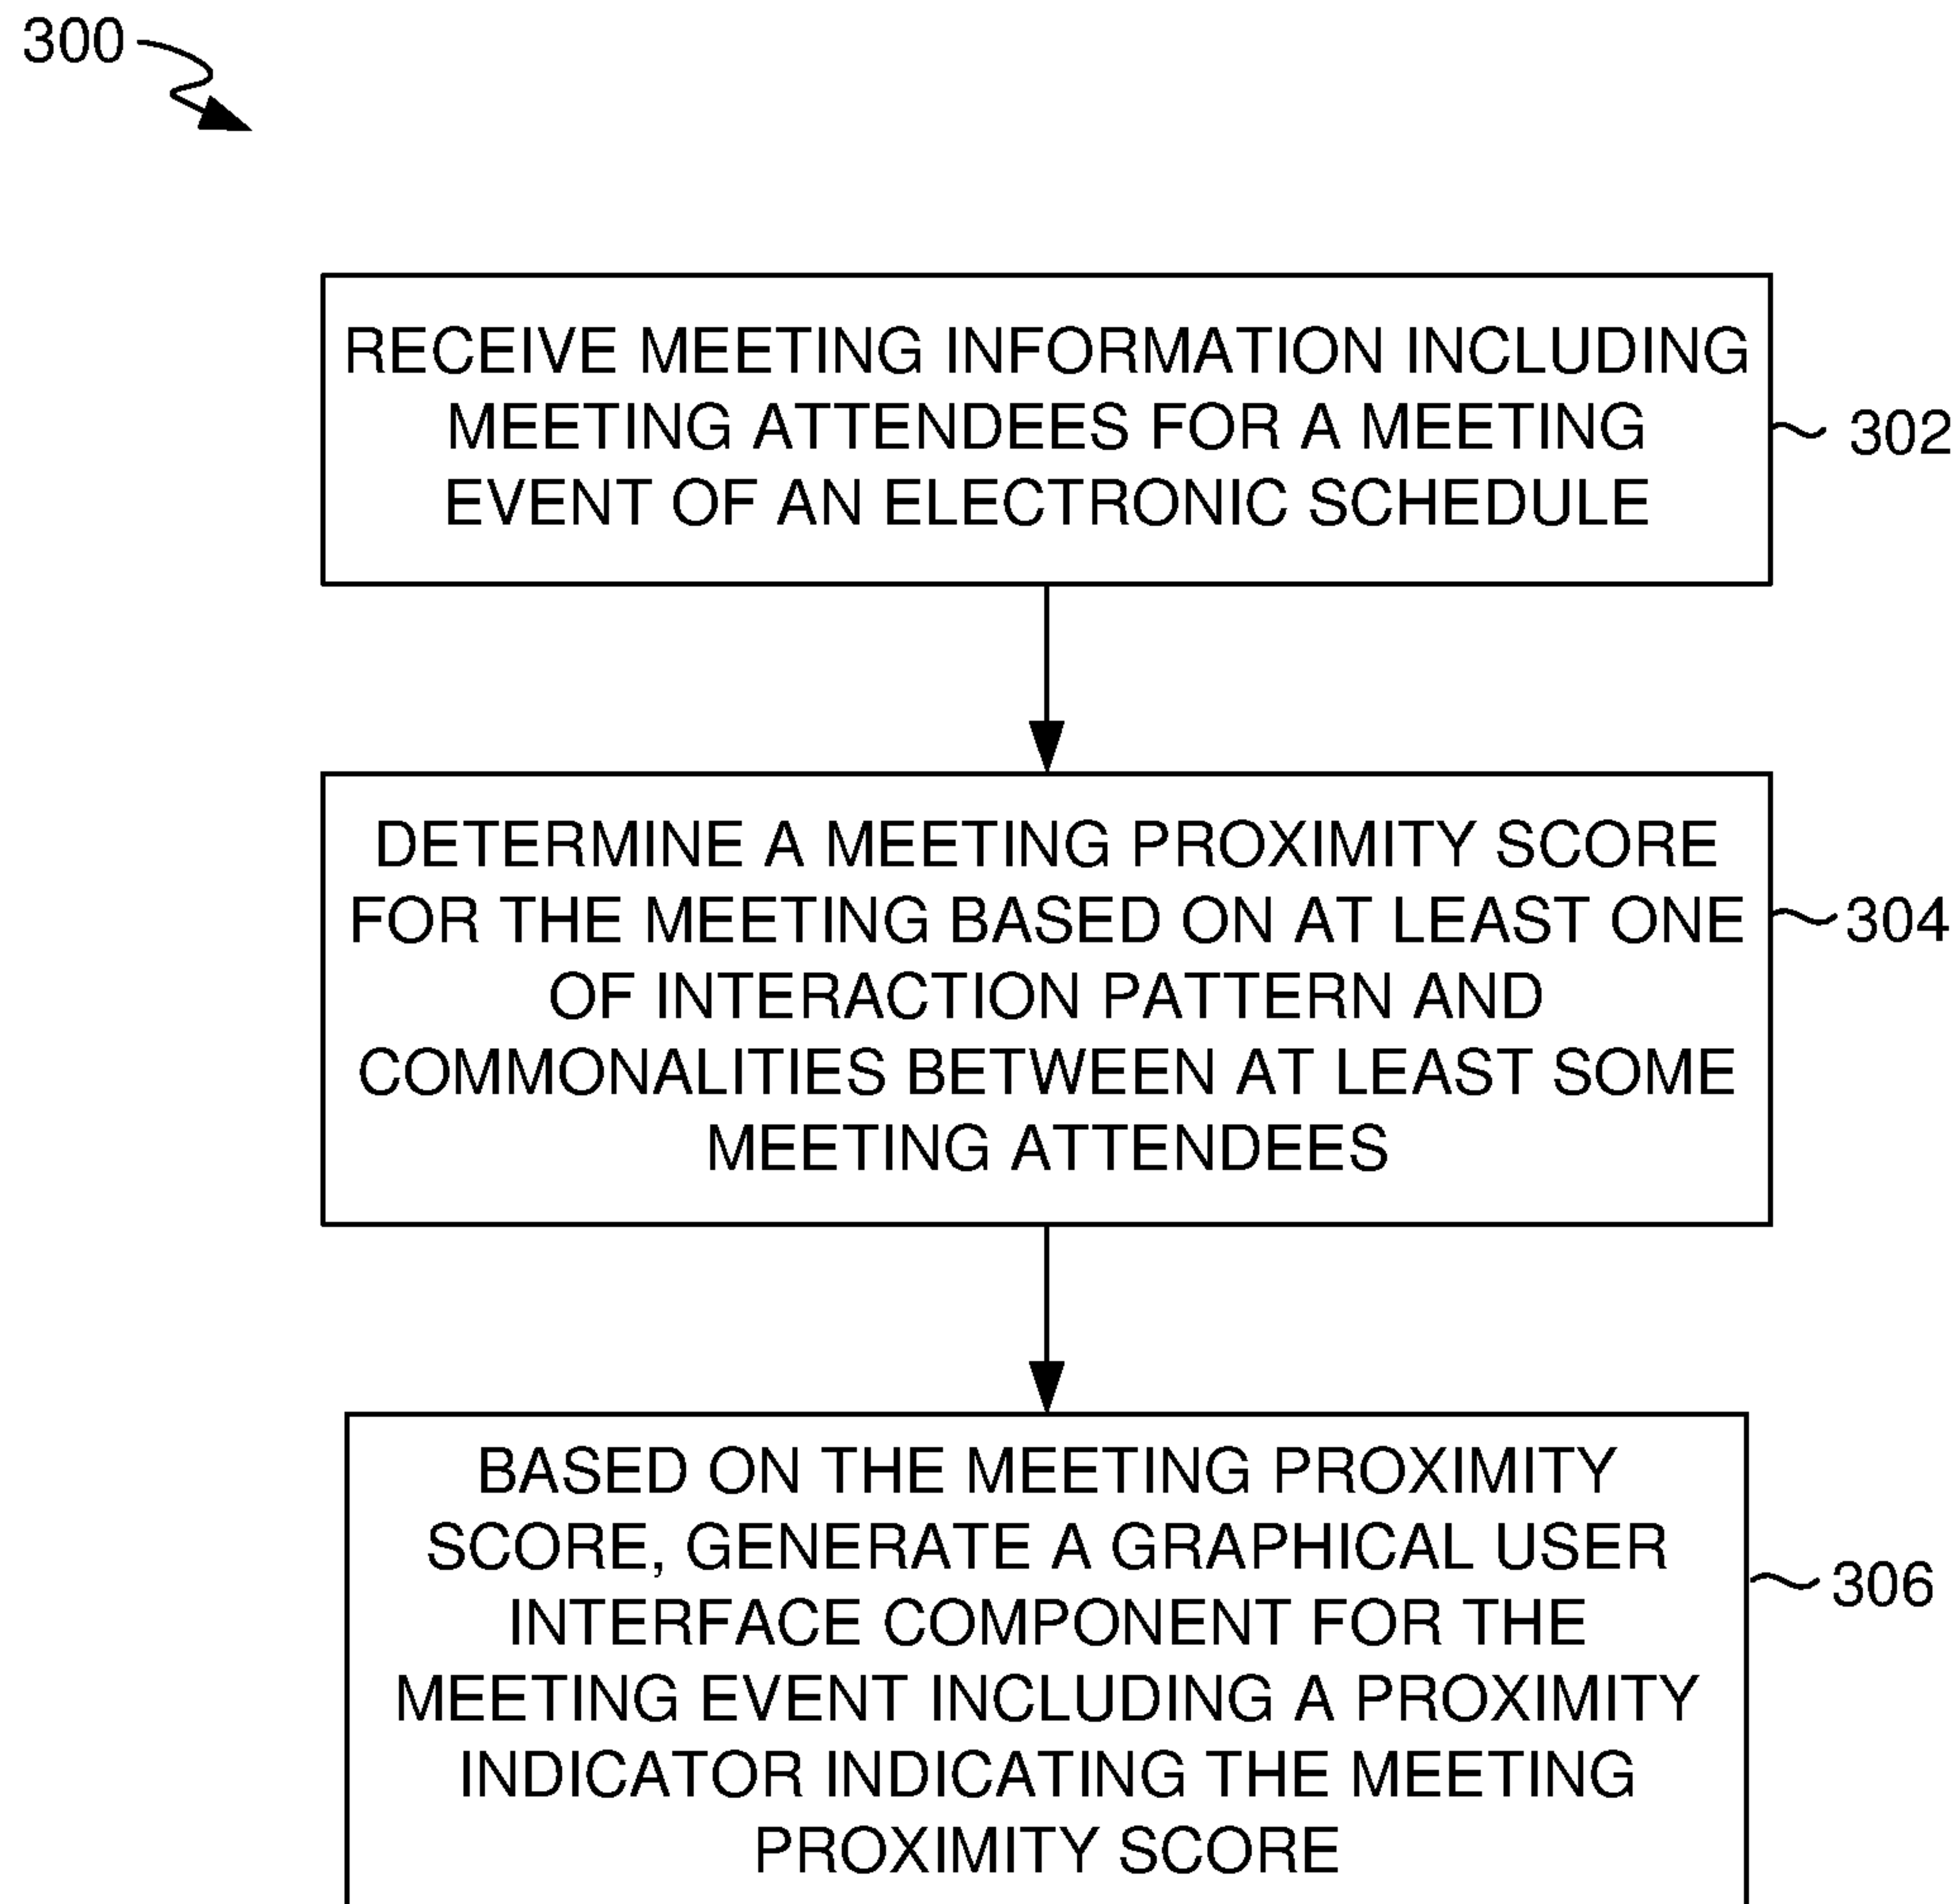 300
RECEIVE MEETING INFORMATION INCLUDING
MEETING ATTENDEES FOR A MEETING
EVENT OF AN ELECTRONIC SCHEDULE
302
DETERMINE A MEETING PROXIMITY SCORE
FOR THE MEETING BASED ON AT LEAST ONE
OF INTERACTION PATTERN AND
COMMONALITIES BETWEEN AT LEAST SOME
MEETING ATTENDEES
304
BASED ON THE MEETING PROXIMITY
SCORE, GENERATE A GRAPHICAL USER
INTERFACE COMPONENT FOR THE
MEETING EVENT INCLUDING A PROXIMITY
INDICATOR INDICATING THE MEETING
PROXIMITY SCORE
306